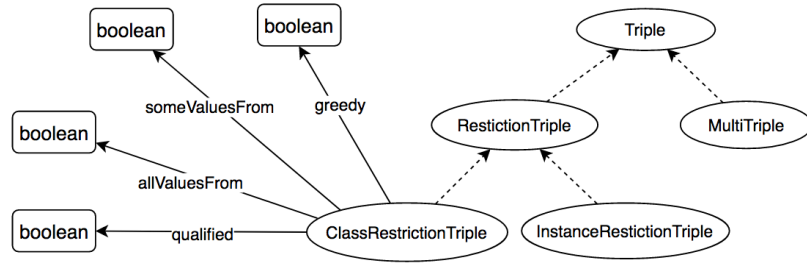 boolean
boolean
Triple
someValuesFrom
greedy
boolean
RestictionTriple
MultiTriple
allValuesFrom
boolean
qualified
ClassRestrictionTriple
InstanceRestictionTriple